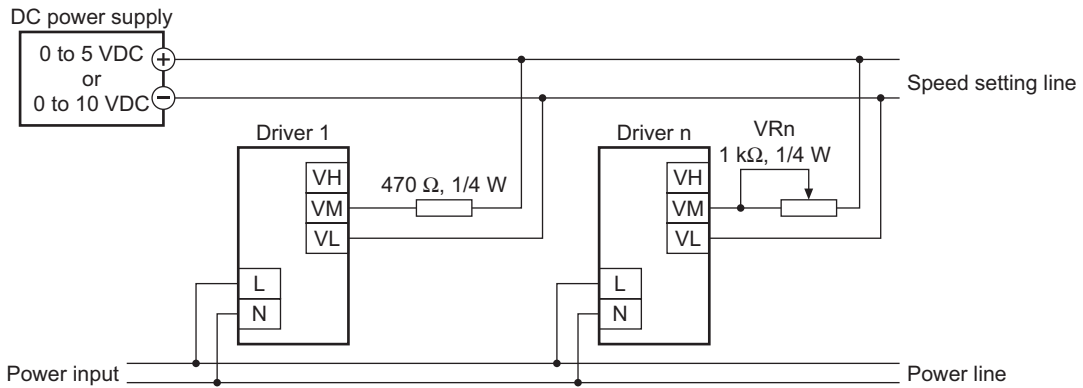 DC power supply
0 to 5 VDC
or
0 to 10 VDC
+
−
Speed setting line
Driver 1
VH
VM
VL
470 Ω, 1/4 W
L
N
Driver n
VRn
1 kΩ, 1/4 W
VH
VM
VL
L
N
Power input
Power line